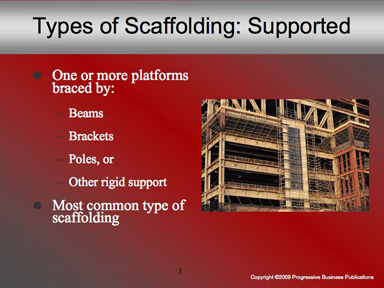 Types of Scaffolding: Supported
One or more platforms
braced by:
– Beams
– Brackets
– Poles, or
– Other rigid support
Most common type of
scaffolding
3
Copyright ©2009 Progressive Business Publications